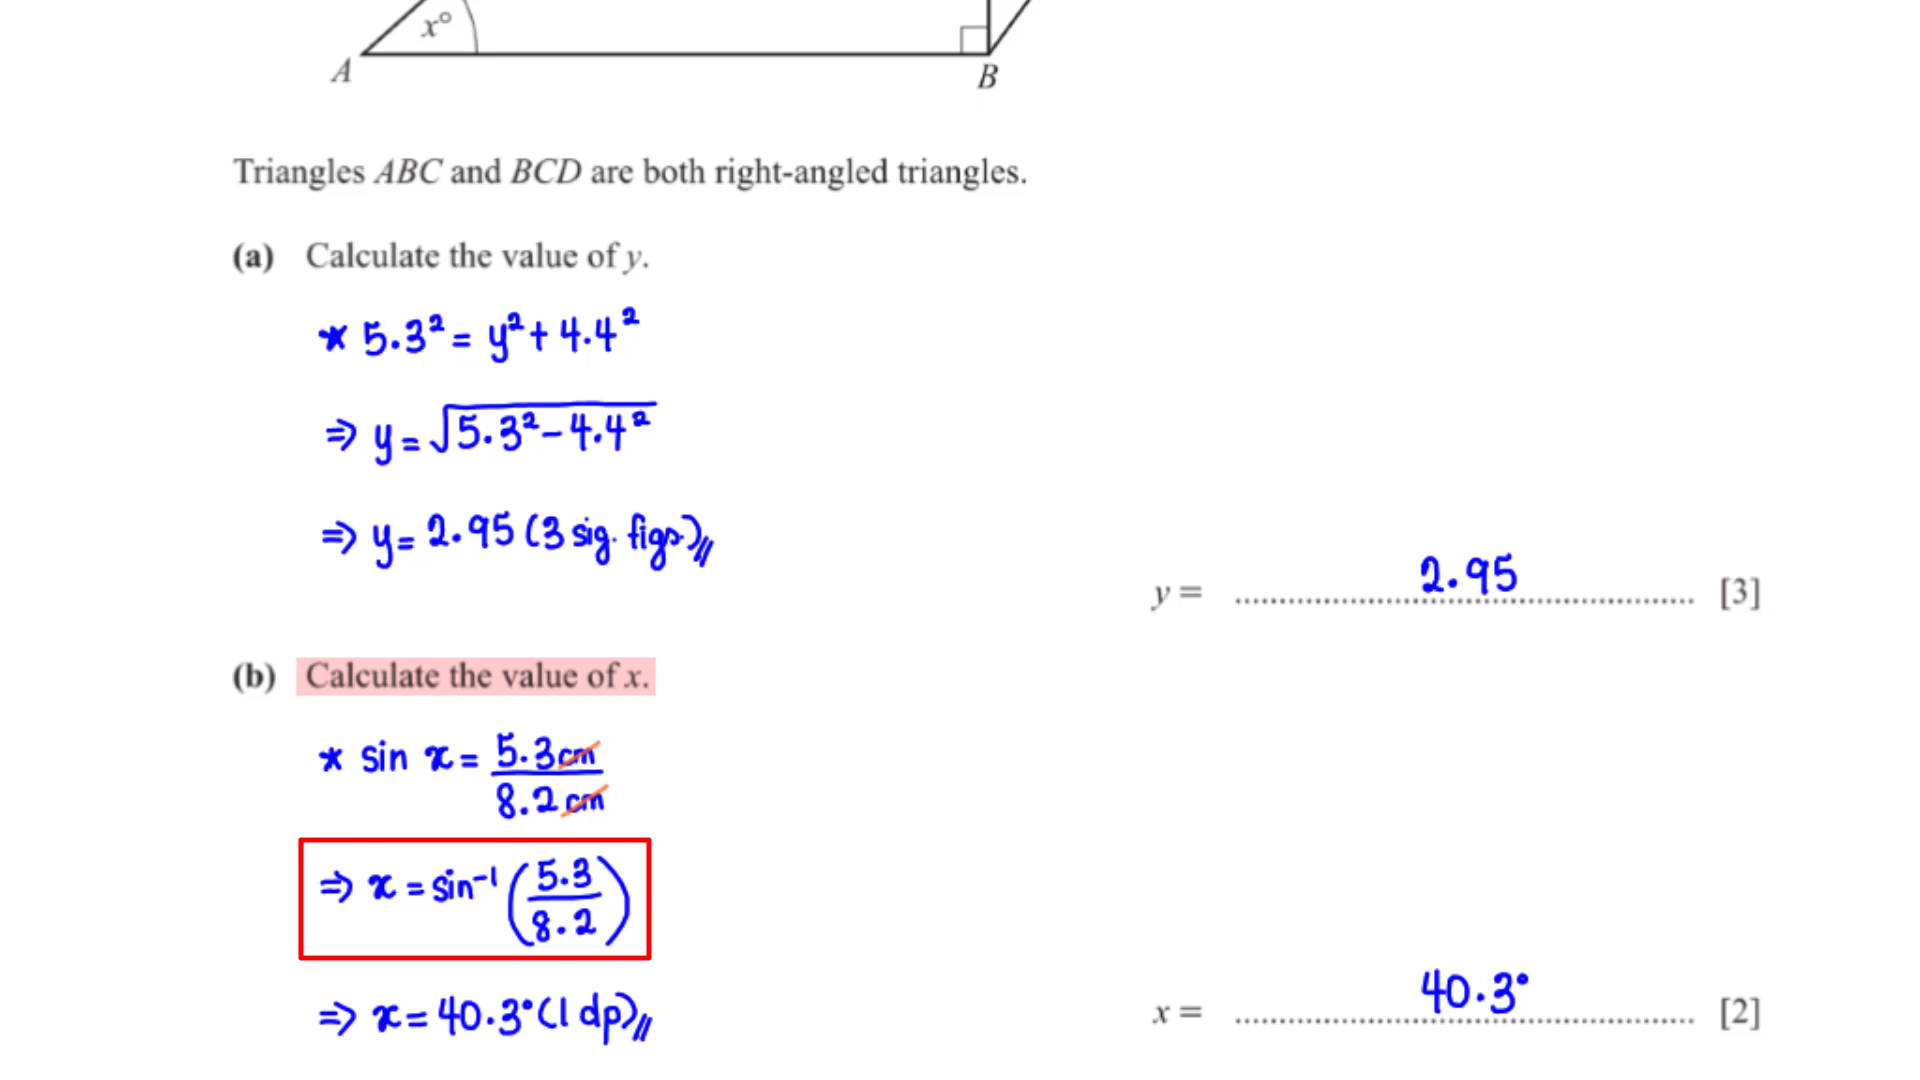 x°
A
B
Triangles ABC and BCD are both right-angled triangles.
(a) Calculate the value of y.
* 5.3² = y² + 4.4²
⇒ y = √5.3² − 4.4²
⇒ y = 2.95 (3 sig. figs.)//
y = 2.95 [3]
(b) Calculate the value of x.
* sin x = 5.3cm / 8.2cm
⇒ x = sin⁻¹ (5.3 / 8.2)
⇒ x = 40.3° (1 dp)//
x = 40.3° [2]